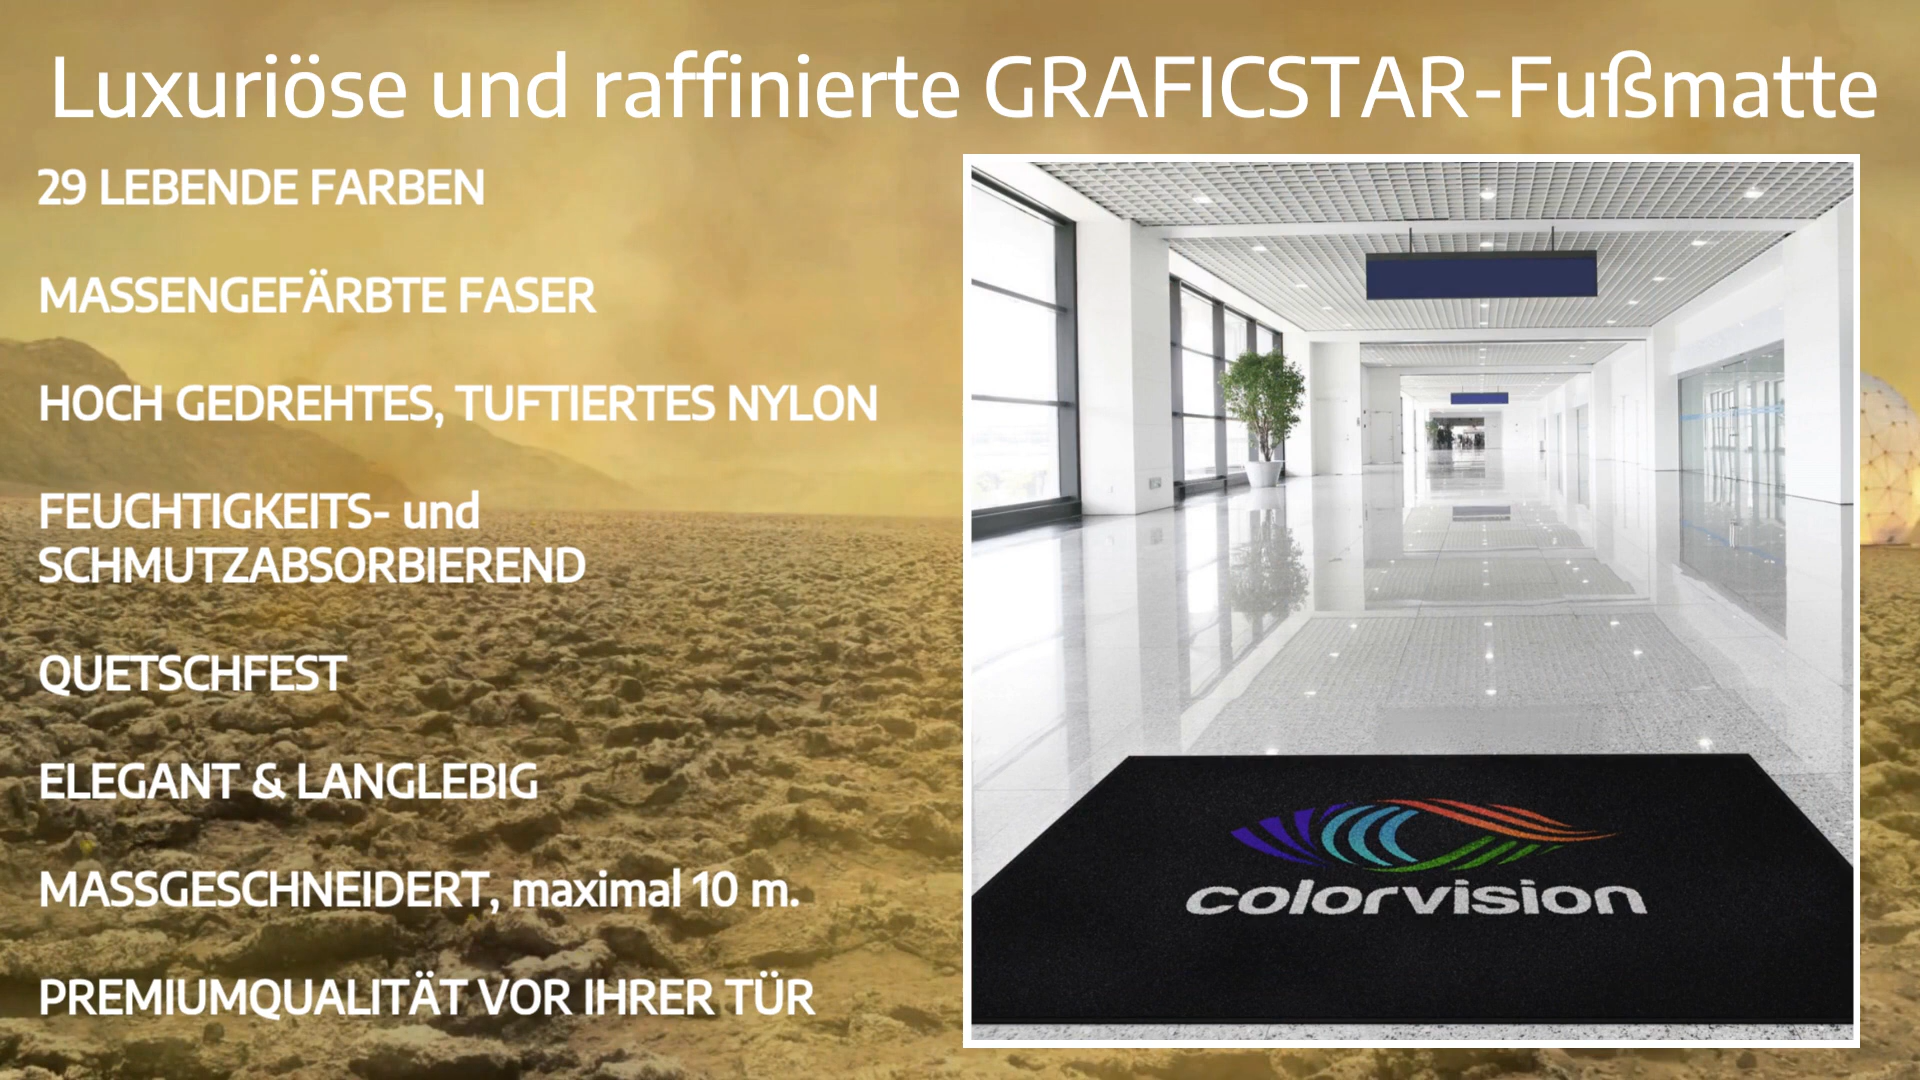 Luxuriöse und raffinierte GRAFICSTAR-Fußmatte
29 LEBENDE FARBEN
MASSENGEFÄRBTE FASER
HOCH GEDREHTES, TUFTIERTES NYLON
FEUCHTIGKEITS- und
SCHMUTZABSORBIEREND
QUETSCHFEST
ELEGANT & LANGLEBIG
MASSGESCHNEIDERT, maximal 10 m.
PREMIUMQUALITÄT VOR IHRER TÜR
colorvision